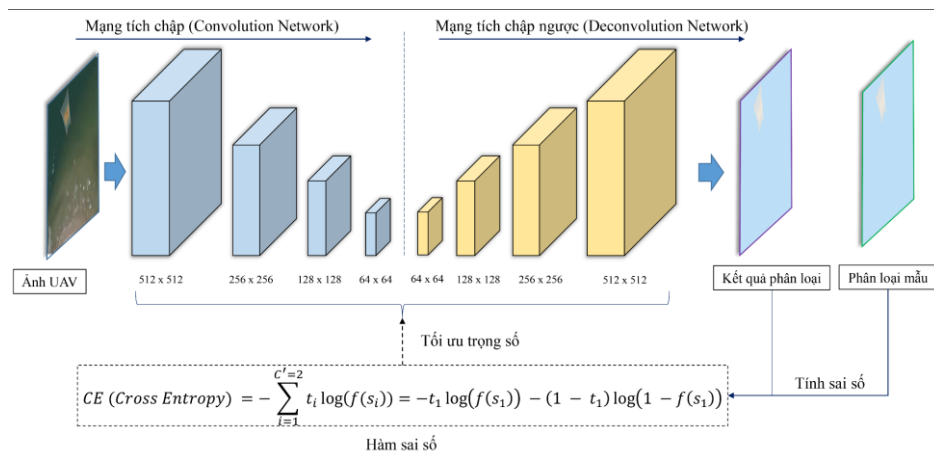 Mạng tích chập (Convolution Network)
Mạng tích chập ngược (Deconvolution Network)
Ảnh UAV
512 x 512
256 x 256
128 x 128
64 x 64
64 x 64
128 x 128
256 x 256
512 x 512
Kết quả phân loại
Phân loại mẫu
Tối ưu trọng số
Tính sai số
CE (Cross Entropy) = − ∑_{i=1}^{C'=2} t_i log(f(s_i)) = −t_1 log(f(s_1)) − (1 − t_1) log(1 − f(s_1))
Hàm sai số